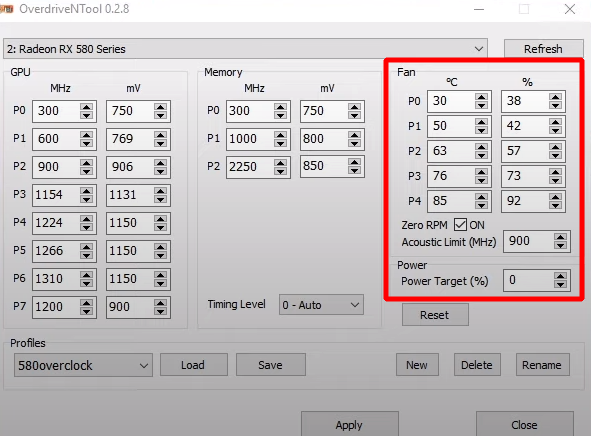 OverdriveNTool 0.2.8
2: Radeon RX 580 Series
Refresh
GPU
MHz mV
P0 300 750
P1 600 769
P2 900 906
P3 1154 1131
P4 1224 1150
P5 1266 1150
P6 1310 1150
P7 1200 900
Memory
MHz mV
P0 300 750
P1 1000 800
P2 2250 850
Timing Level 0 - Auto
Fan
ºC %
P0 30 38
P1 50 42
P2 63 57
P3 76 73
P4 85 92
Zero RPM ON
Acoustic Limit (MHz) 900
Power
Power Target (%) 0
Reset
Profiles
580overclock Load Save New Delete Rename
Apply Close